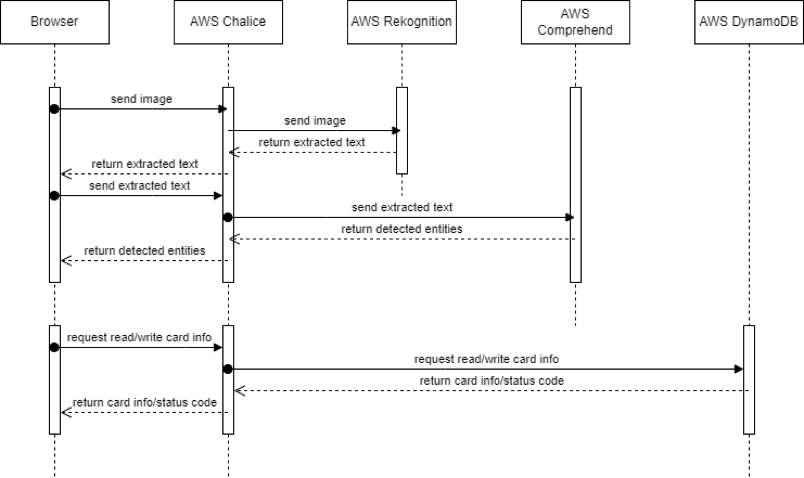 Browser
AWS Chalice
AWS Rekognition
AWS
Comprehend
AWS DynamoDB
send image
send image
return extracted text
return extracted text
send extracted text
send extracted text
return detected entities
return detected entities
request read/write card info
request read/write card info
return card info/status code
return card info/status code